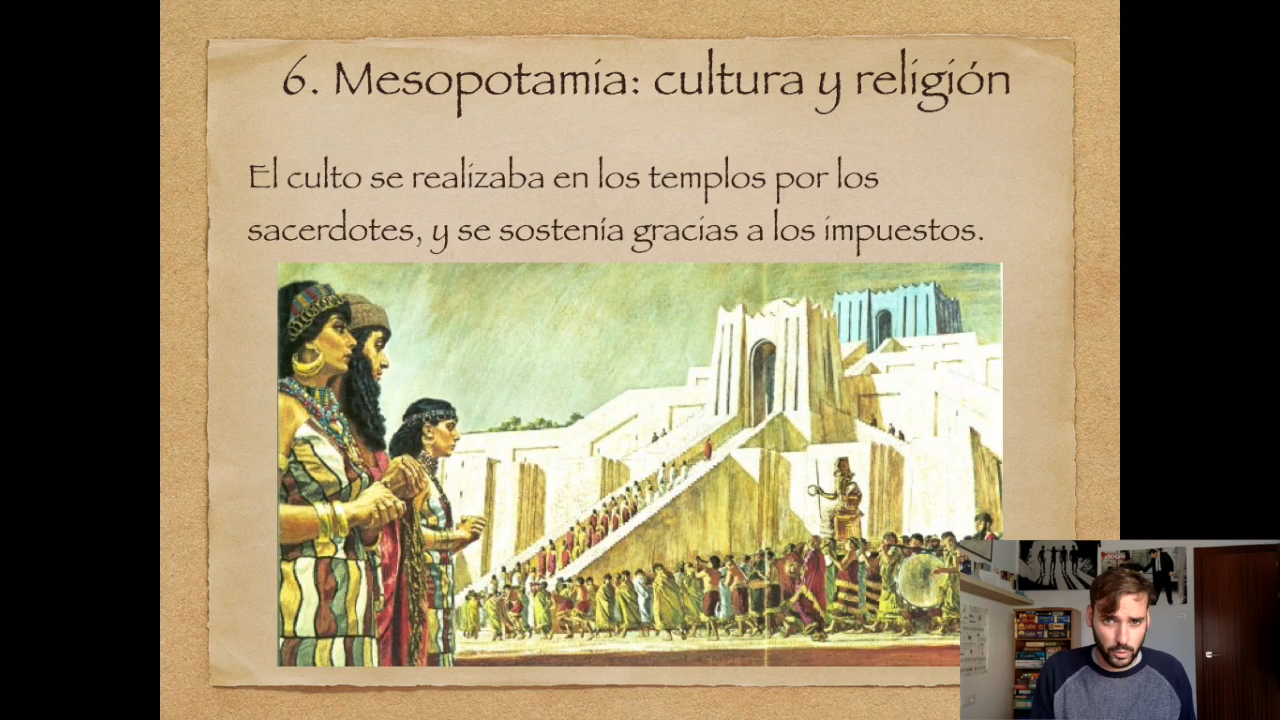 6. Mesopotamia: cultura y religión
El culto se realizaba en los templos por los
sacerdotes, y se sostenía gracias a los impuestos.